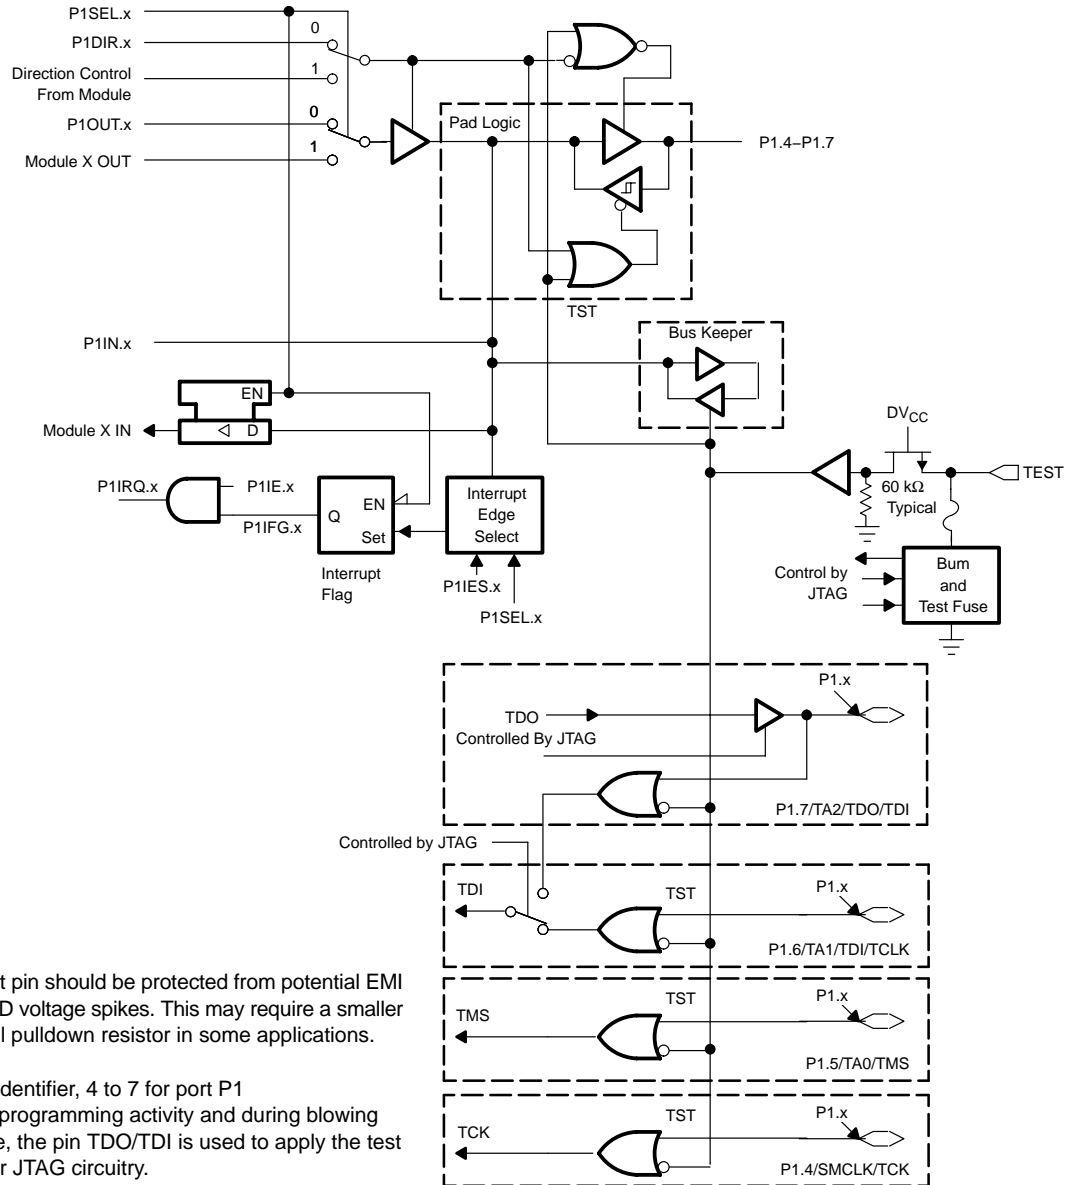 P1SEL.x
P1DIR.x
0
Direction Control
From Module
1
P1OUT.x
0
Module X OUT
1
Pad Logic
P1.4–P1.7
TST
P1IN.x
Bus Keeper
EN
Module X IN
D
DVCC
TEST
60 kΩ
Typical
P1IRQ.x
P1IE.x
P1IFG.x
Q
EN
Set
Interrupt
Edge
Select
Interrupt
Flag
P1IES.x
P1SEL.x
Control by
JTAG
Bum
and
Test Fuse
P1.x
TDO
Controlled By JTAG
P1.7/TA2/TDO/TDI
Controlled by JTAG
TDI
TST
P1.x
P1.6/TA1/TDI/TCLK
TMS
TST
P1.x
P1.5/TA0/TMS
TCK
TST
P1.x
P1.4/SMCLK/TCK
t pin should be protected from potential EMI
D voltage spikes. This may require a smaller
l pulldown resistor in some applications.
dentifier, 4 to 7 for port P1
programming activity and during blowing
e, the pin TDO/TDI is used to apply the test
r JTAG circuitry.